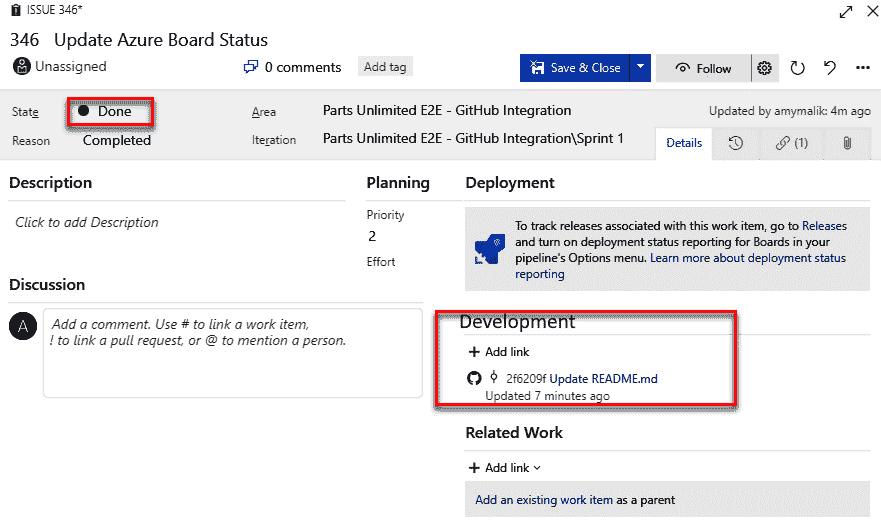 ISSUE 346*
346 Update Azure Board Status
Unassigned
0 comments
Add tag
Save & Close
Follow
State
Done
Area
Parts Unlimited E2E - GitHub Integration
Updated by amymalik: 4m ago
Reason
Completed
Iteration
Parts Unlimited E2E - GitHub Integration\Sprint 1
Details
(1)
Description
Click to add Description
Discussion
A
Add a comment. Use # to link a work item,
! to link a pull request, or @ to mention a person.
Planning
Priority
2
Effort
Deployment
To track releases associated with this work item, go to Releases
and turn on deployment status reporting for Boards in your
pipeline's Options menu. Learn more about deployment status
reporting
Development
+ Add link
2f6209f Update README.md
Updated 7 minutes ago
Related Work
+ Add link
Add an existing work item as a parent